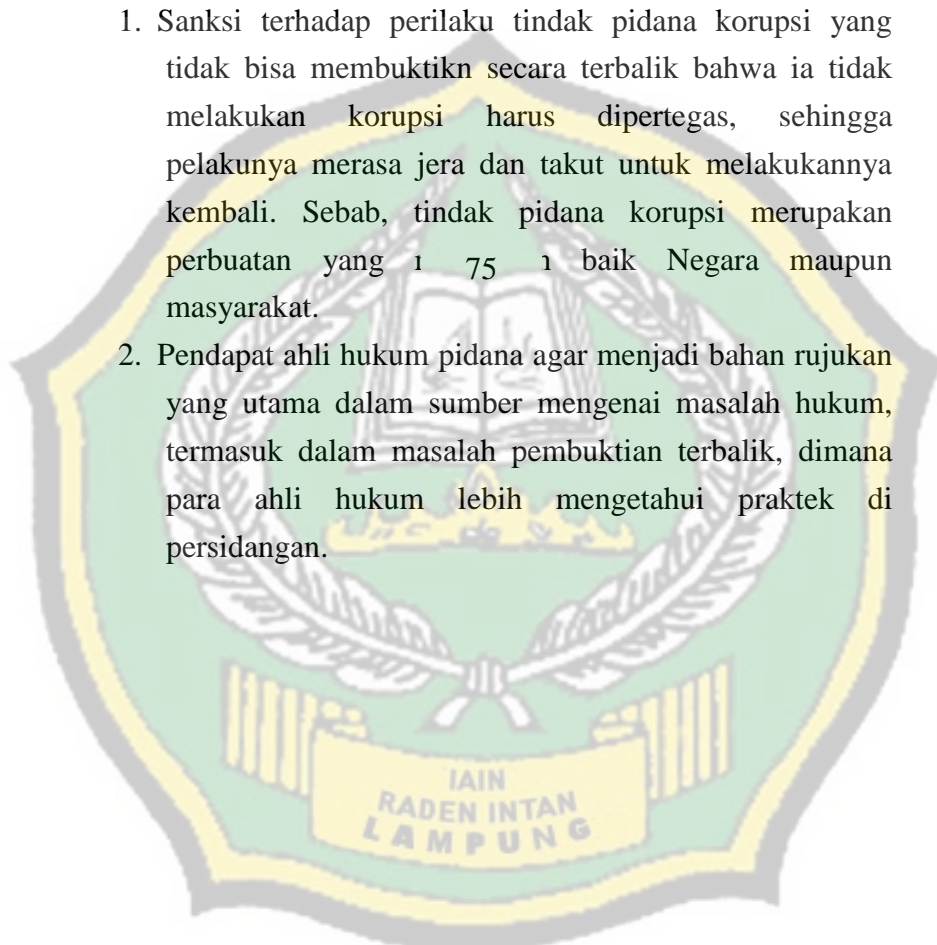 1. Sanksi terhadap perilaku tindak pidana korupsi yang
tidak bisa membuktikn secara terbalik bahwa ia tidak
melakukan korupsi harus dipertegas, sehingga
pelakunya merasa jera dan takut untuk melakukannya
kembali. Sebab, tindak pidana korupsi merupakan
perbuatan yang 75 baik Negara maupun
masyarakat.
2. Pendapat ahli hukum pidana agar menjadi bahan rujukan
yang utama dalam sumber mengenai masalah hukum,
termasuk dalam masalah pembuktian terbalik, dimana
para ahli hukum lebih mengetahui praktek di
persidangan.
IAIN
RADEN INTAN
LAMPUNG